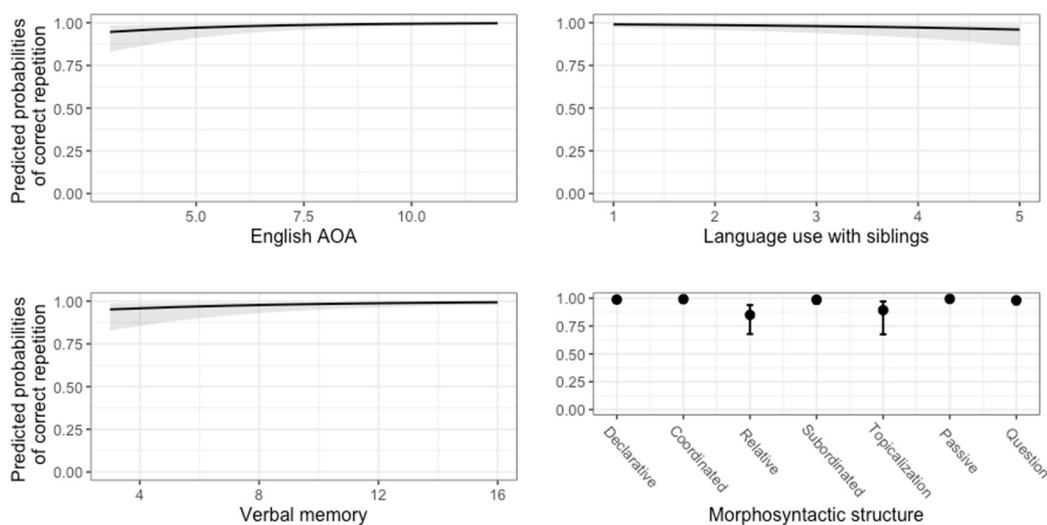 Predicted probabilities
of correct repetition
1.00
0.75
0.50
0.25
0.00
5.0 7.5 10.0
English AOA
1.00
0.75
0.50
0.25
0.00
1 2 3 4 5
Language use with siblings
Predicted probabilities
of correct repetition
1.00
0.75
0.50
0.25
0.00
4 8 12 16
Verbal memory
1.00
0.75
0.50
0.25
0.00
Declarative
Coordinated
Relative
Subordinated
Topicalization
Passive
Question
Morphosyntactic structure